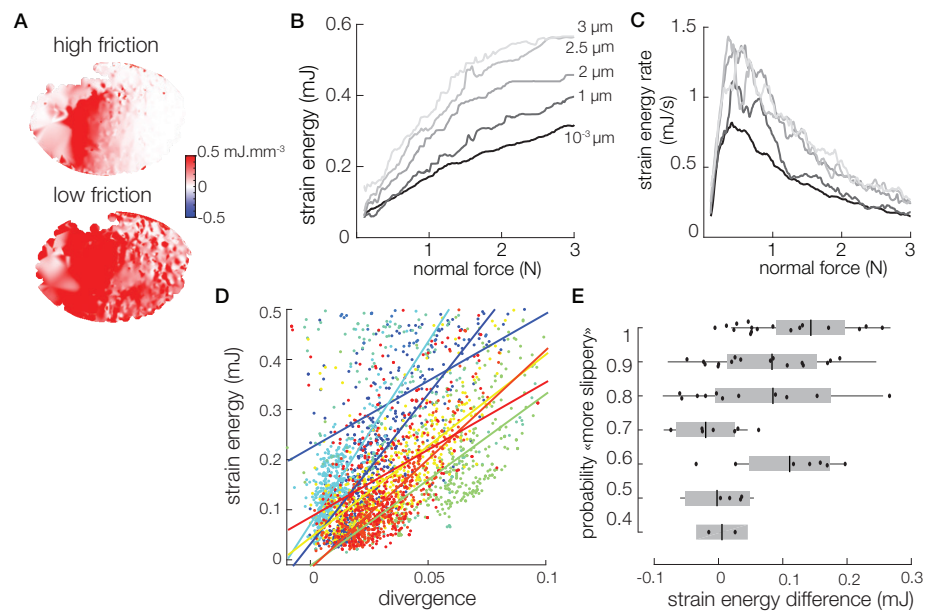 A
high friction
0.5 mJ.mm⁻³
0
-0.5
low friction
B
strain energy (mJ)
0.6
0.4
0.2
0
1
2
3
normal force (N)
3 µm
2.5 µm
2 µm
1 µm
10⁻³ µm
C
strain energy rate
(mJ/s)
1.5
1
0.5
0
0
1
2
3
normal force (N)
D
strain energy (mJ)
0.5
0.4
0.3
0.2
0.1
0
0
0.05
0.1
divergence
E
probability «more slippery»
1
0.9
0.8
0.7
0.6
0.5
0.4
-0.1
0
0.1
0.2
0.3
strain energy difference (mJ)